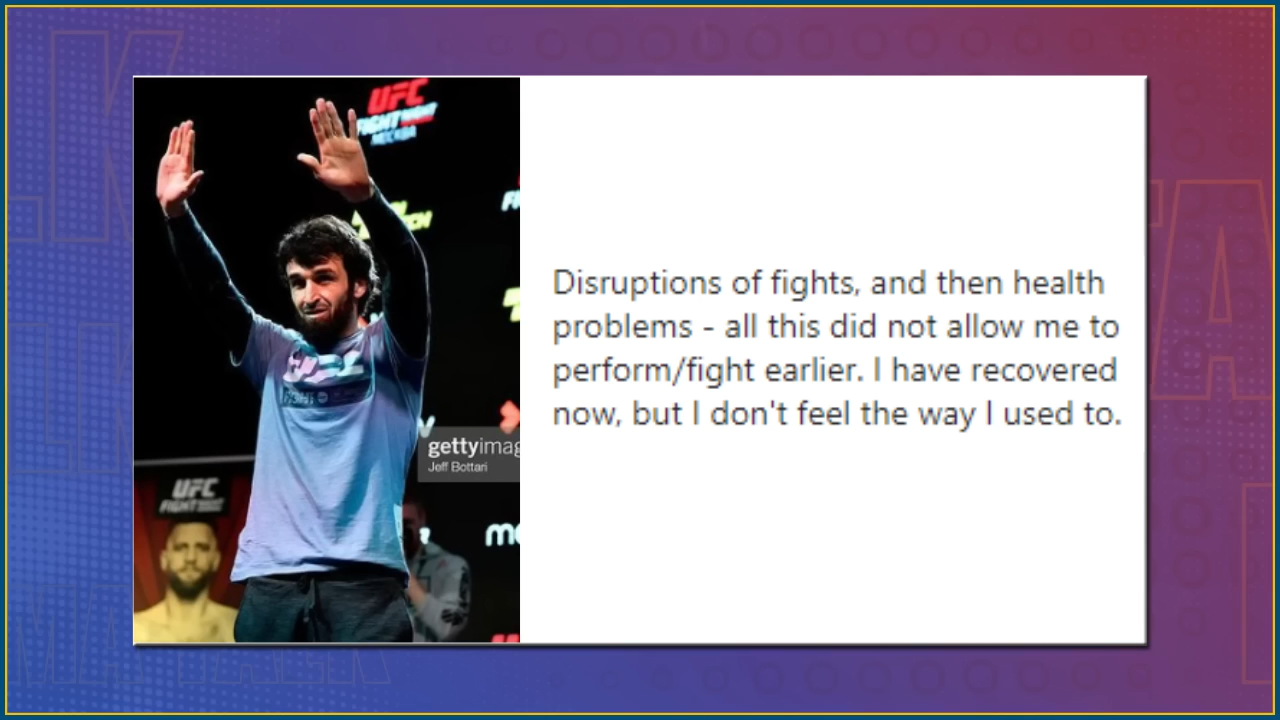 UFC
FIGHT NIGHT
МОСКВА
gettyimag
Jeff Bottari
UFC
FIGHT NIGHT
Disruptions of fights, and then health
problems - all this did not allow me to
perform/fight earlier. I have recovered
now, but I don't feel the way I used to.